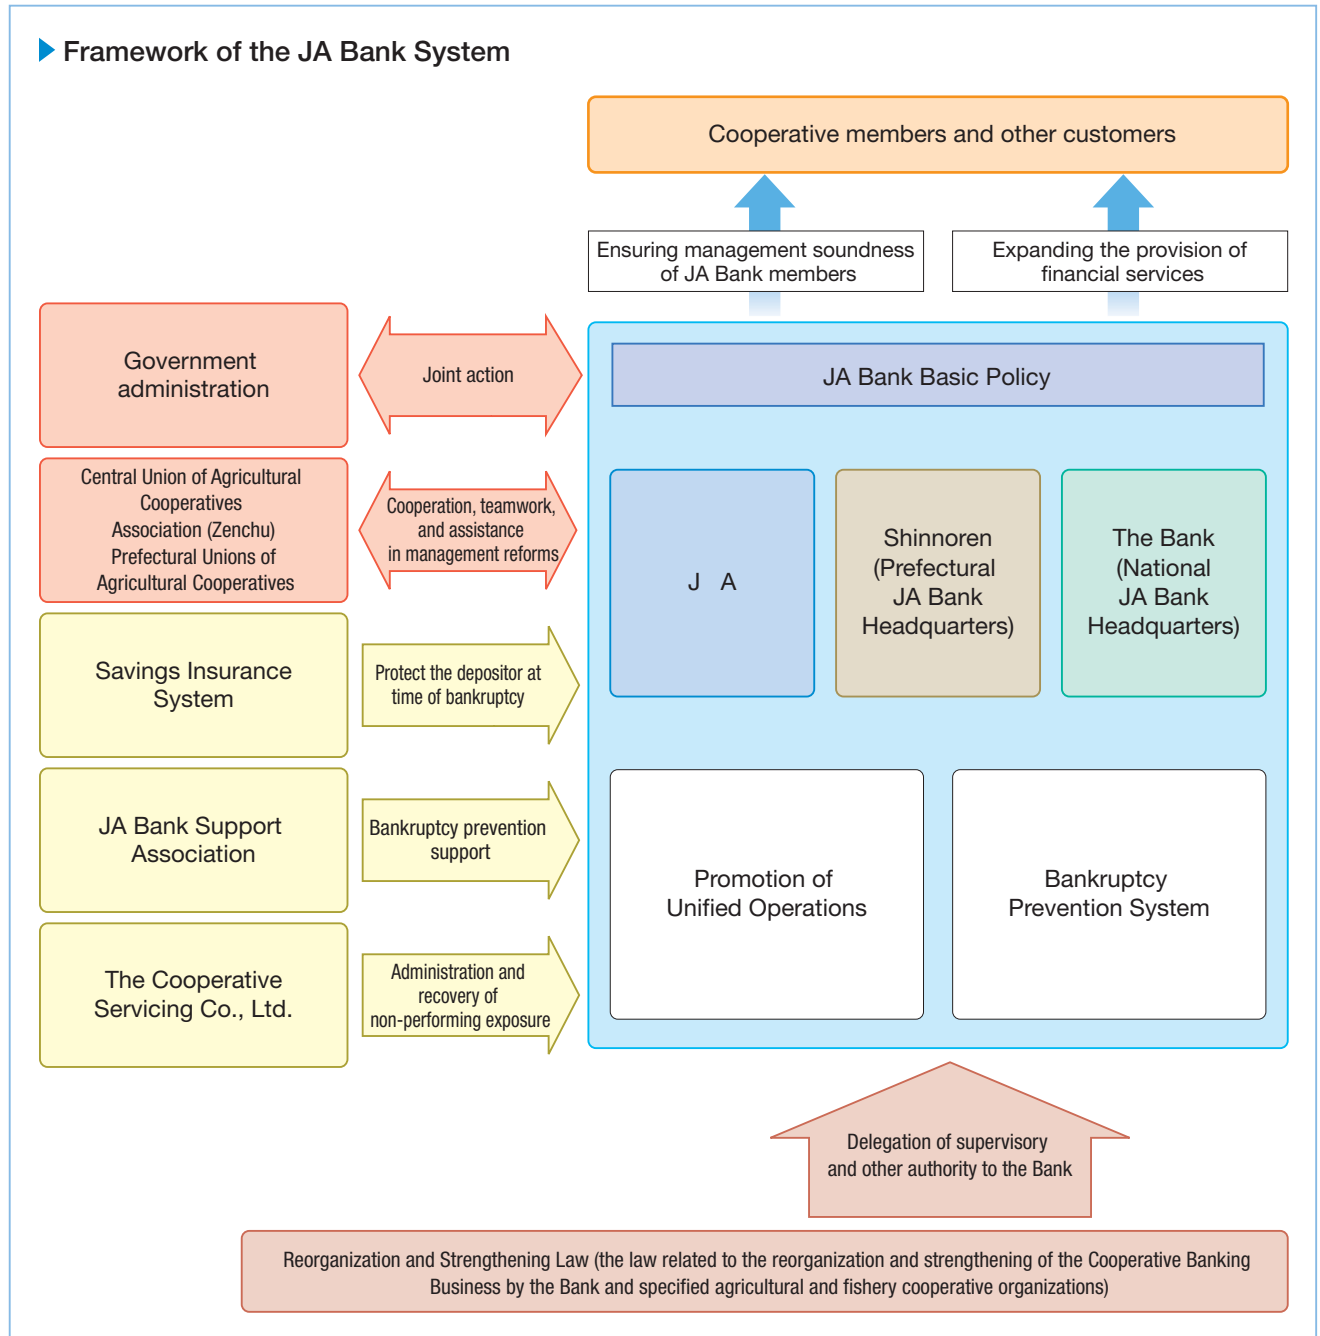 Framework of the JA Bank System
Cooperative members and other customers
Ensuring management soundness
of JA Bank members
Expanding the provision of
financial services
Government
administration
Joint action
JA Bank Basic Policy
Central Union of Agricultural
Cooperatives
Association (Zenchu)
Prefectural Unions of
Agricultural Cooperatives
Cooperation, teamwork,
and assistance
in management reforms
J A
Shinnoren
(Prefectural
JA Bank
Headquarters)
The Bank
(National
JA Bank
Headquarters)
Savings Insurance
System
Protect the depositor at
time of bankruptcy
JA Bank Support
Association
Bankruptcy prevention
support
Promotion of
Unified Operations
Bankruptcy
Prevention System
The Cooperative
Servicing Co., Ltd.
Administration and
recovery of
non-performing exposure
Delegation of supervisory
and other authority to the Bank
Reorganization and Strengthening Law (the law related to the reorganization and strengthening of the Cooperative Banking
Business by the Bank and specified agricultural and fishery cooperative organizations)